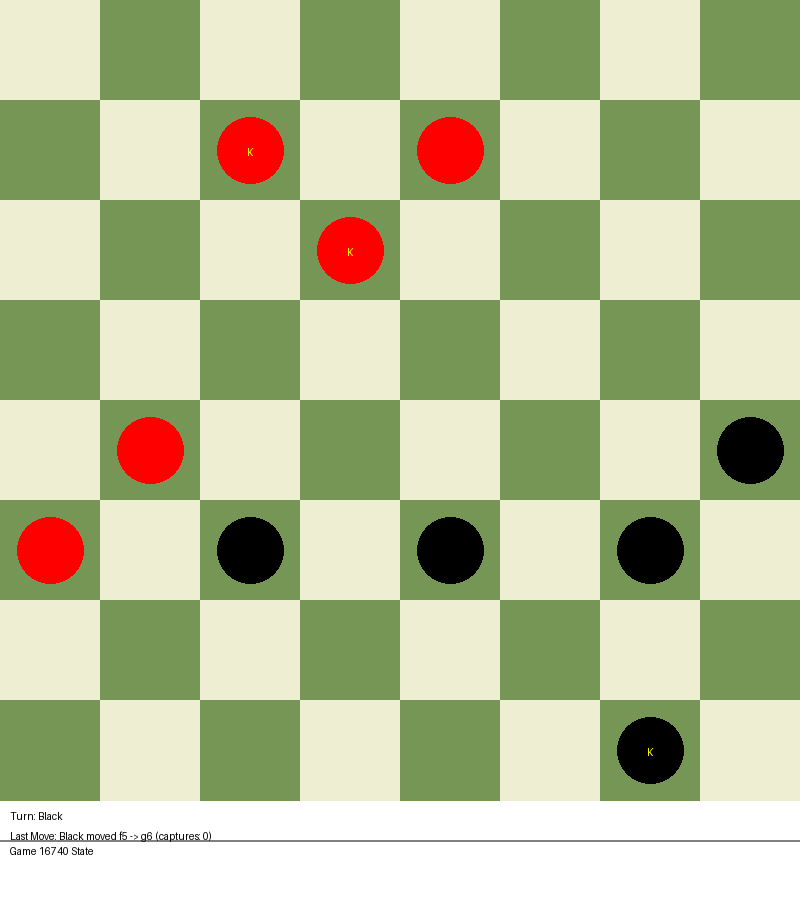 K
K
K
Turn: Black
Last Move: Black moved f5 -> g6 (captures: 0)
Game 16740 State